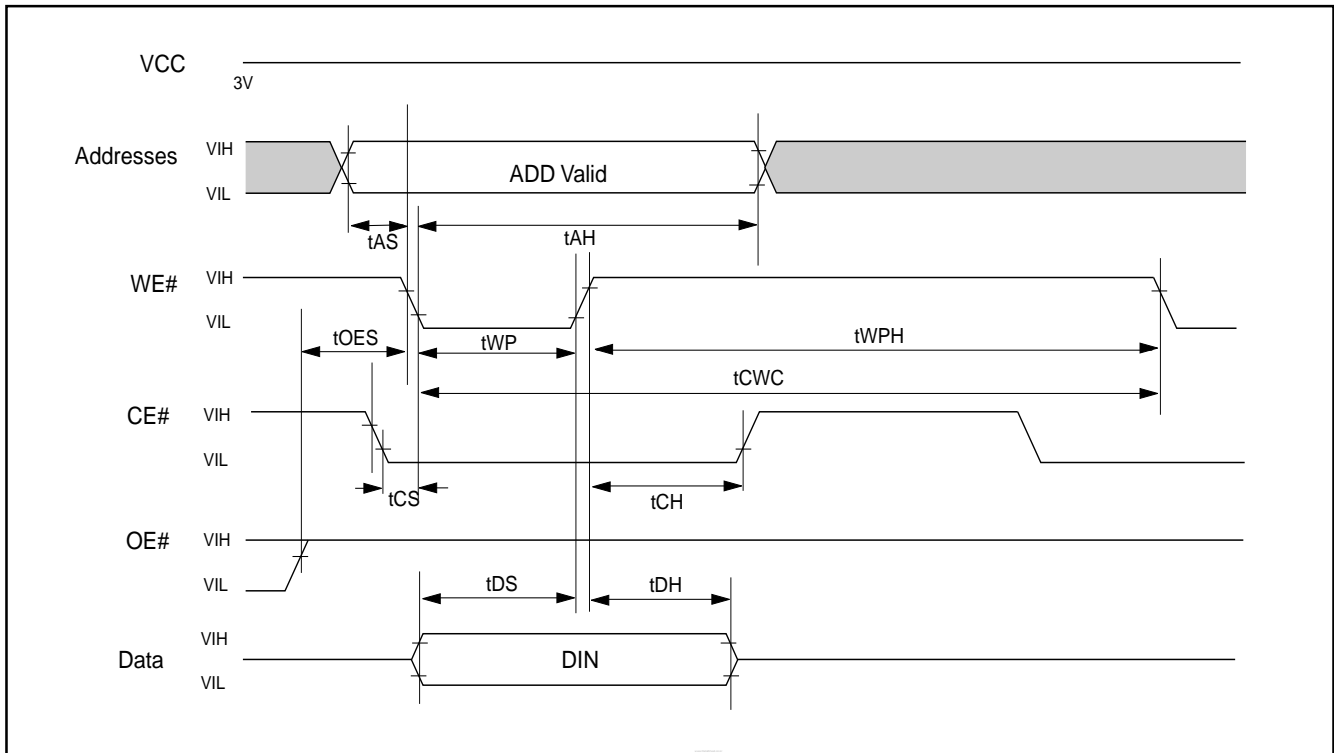 VCC
3V
Addresses
VIH
VIL
ADD Valid
tAS
tAH
WE#
VIH
VIL
tOES
tWP
tWPH
tCWC
CE#
VIH
VIL
tCS
tCH
OE#
VIH
VIL
tDS
tDH
Data
VIH
VIL
DIN